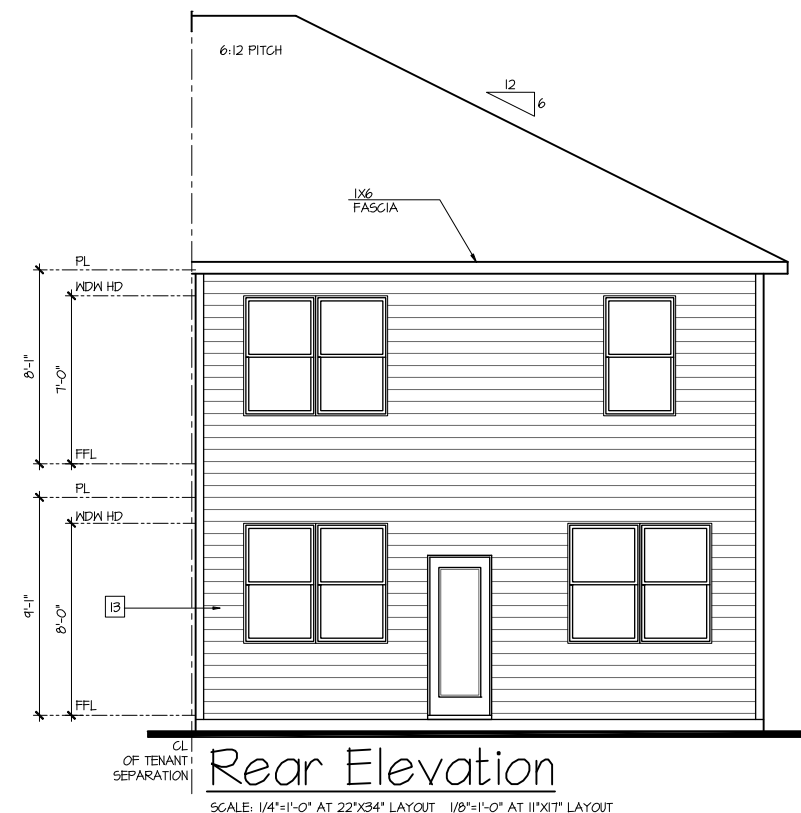 6:12 PITCH
12
6
1X6
FASCIA
PL
WDW HD
8'-1"
7'-0"
FFL
PL
WDW HD
9'-1"
8'-0"
13
FFL
CL
OF TENANT
SEPARATION
Rear Elevation
SCALE: 1/4"=1'-0" AT 22"X34" LAYOUT 1/8"=1'-0" AT 11"X17" LAYOUT